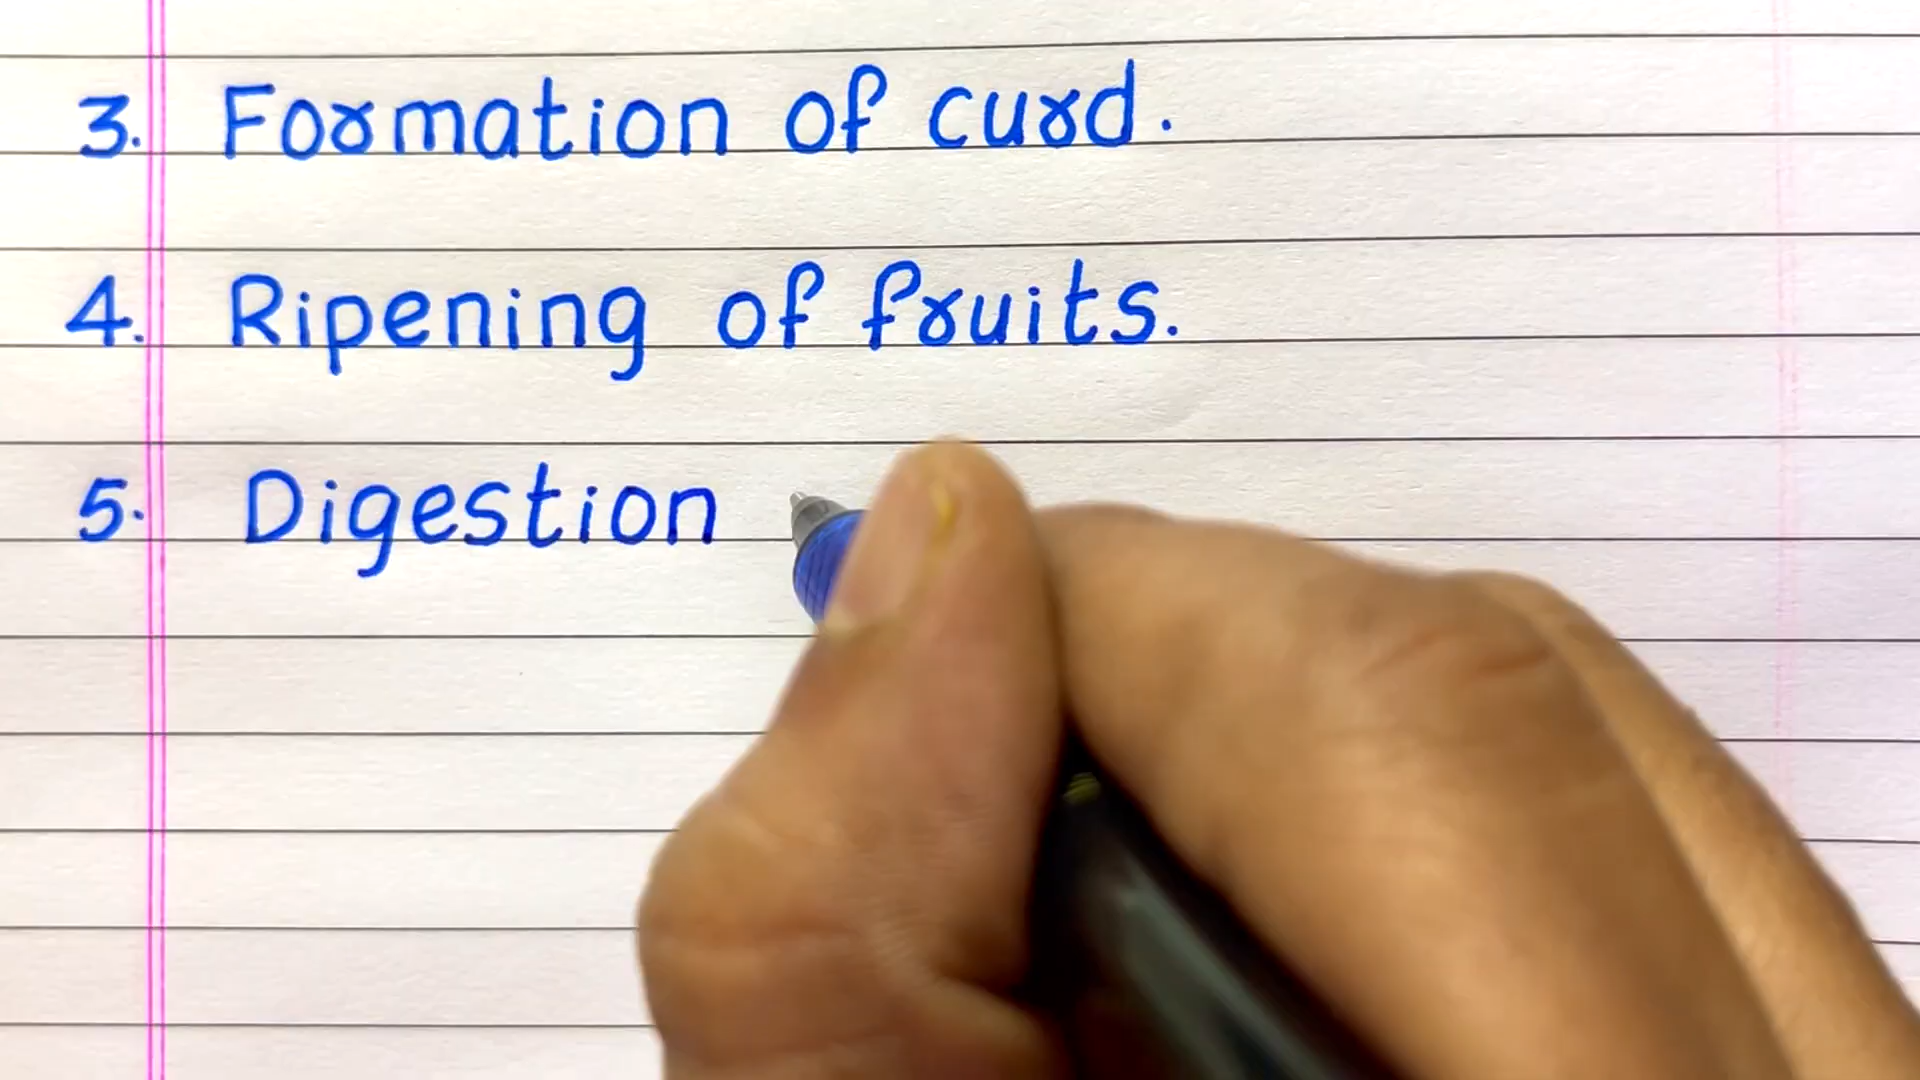 3. Formation of curd.
4. Ripening of fruits.
5. Digestion